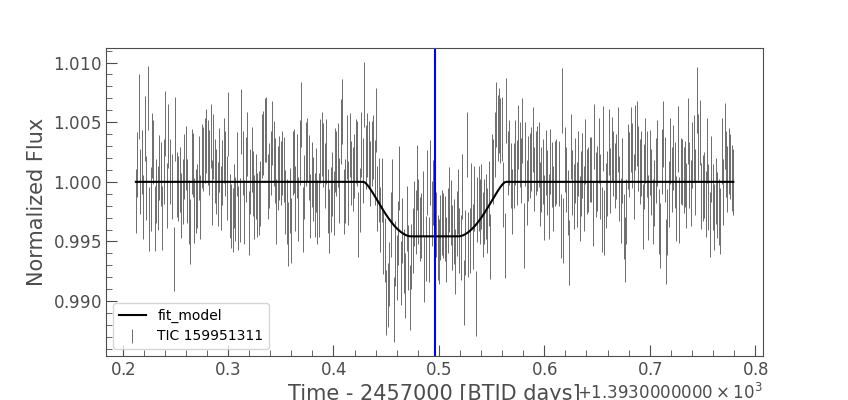 1.010
1.005
1.000
0.995
0.990
Normalized Flux
fit_model
TIC 159951311
0.2 0.3 0.4 0.5 0.6 0.7 0.8
Time - 2457000 [BTJD days]
+1.3930000000 × 10³